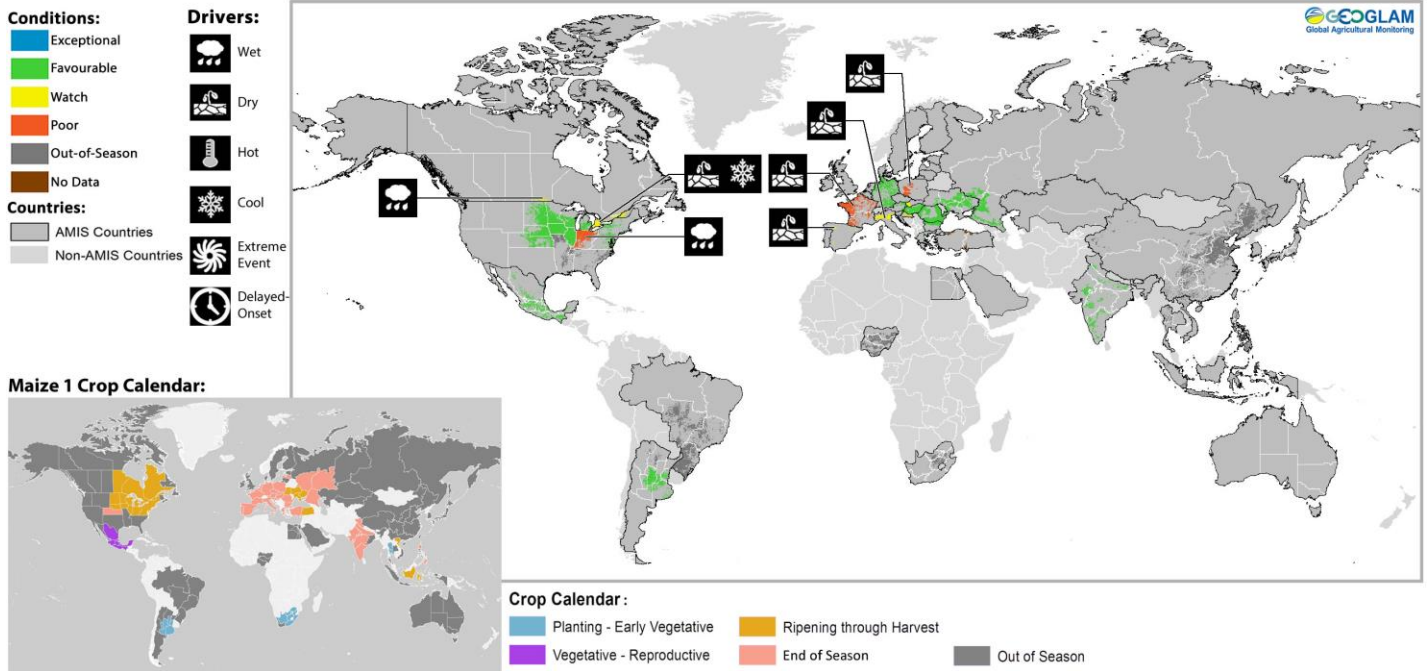 Conditions:
Exceptional
Favourable
Watch
Poor
Out-of-Season
No Data
Countries:
AMIS Countries
Non-AMIS Countries
Drivers:
Wet
Dry
Hot
Cool
Extreme
Event
Delayed-
Onset
GEOGLAM
Global Agricultural Monitoring
Maize 1 Crop Calendar:
Crop Calendar :
Planting - Early Vegetative
Ripening through Harvest
Vegetative - Reproductive
End of Season
Out of Season